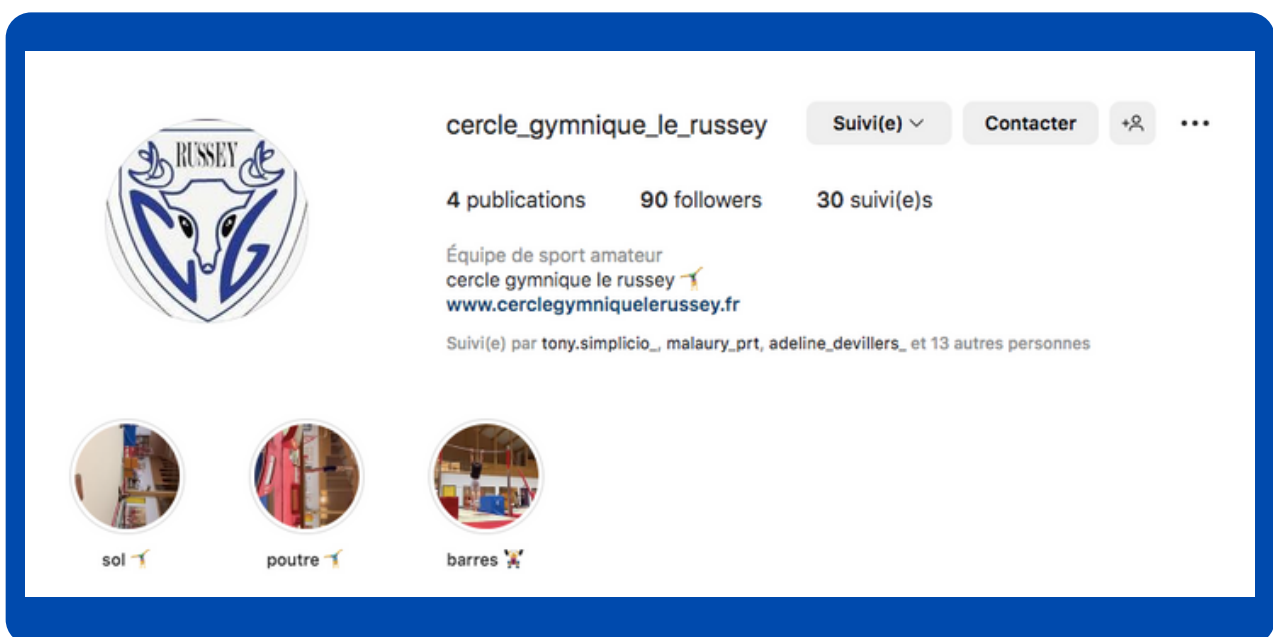 RUSSEY
CG
cercle_gymnique_le_russey Suivi(e) Contacter
4 publications 90 followers 30 suivi(e)s
Équipe de sport amateur
cercle gymnique le russey 🤸
www.cerclegymniquelerussey.fr
Suivi(e) par tony.simplicio_, malaury_prt, adeline_devillers_ et 13 autres personnes
sol 🤸 poutre 🤸 barres 🏋️‍♀️